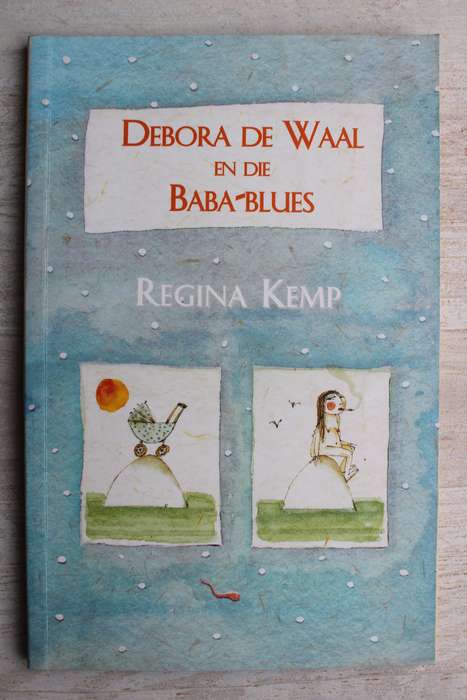 DEBORA DE WAAL
EN DIE
BABA-BLUES
REGINA KEMP